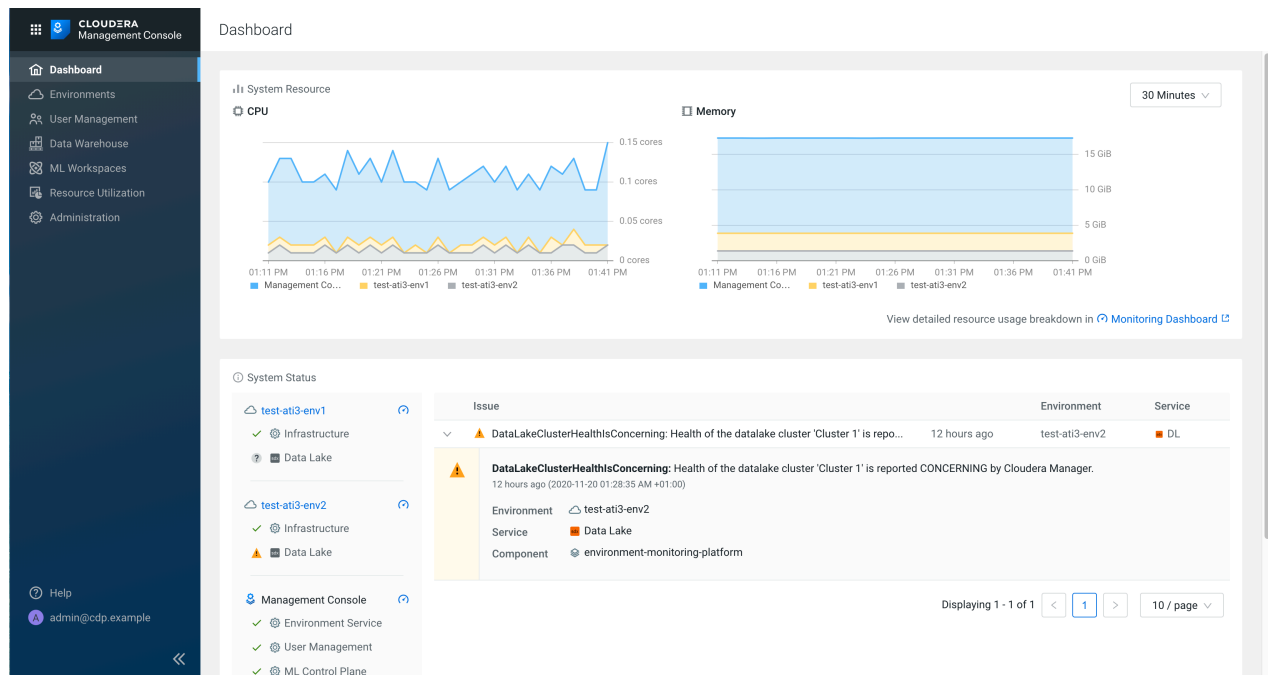 CLOUDERA
Management Console
Dashboard
Dashboard
Environments
User Management
Data Warehouse
ML Workspaces
Resource Utilization
Administration
Help
A admin@cdp.example
System Resource
30 Minutes
CPU
0.15 cores
0.1 cores
0.05 cores
0 cores
01:11 PM 01:16 PM 01:21 PM 01:26 PM 01:31 PM 01:36 PM 01:41 PM
Management Co... test-ati3-env1 test-ati3-env2
Memory
15 GiB
10 GiB
5 GiB
0 GiB
01:11 PM 01:16 PM 01:21 PM 01:26 PM 01:31 PM 01:36 PM 01:41 PM
Management Co... test-ati3-env1 test-ati3-env2
View detailed resource usage breakdown in Monitoring Dashboard
System Status
test-ati3-env1
Infrastructure
? Data Lake
test-ati3-env2
Infrastructure
Data Lake
Management Console
Environment Service
User Management
ML Control Plane
Issue Environment Service
DataLakeClusterHealthIsConcerning: Health of the datalake cluster 'Cluster 1' is repo... 12 hours ago test-ati3-env2 DL
DataLakeClusterHealthIsConcerning: Health of the datalake cluster 'Cluster 1' is reported CONCERNING by Cloudera Manager.
12 hours ago (2020-11-20 01:28:35 AM +01:00)
Environment test-ati3-env2
Service Data Lake
Component environment-monitoring-platform
Displaying 1 - 1 of 1 < 1 > 10 / page